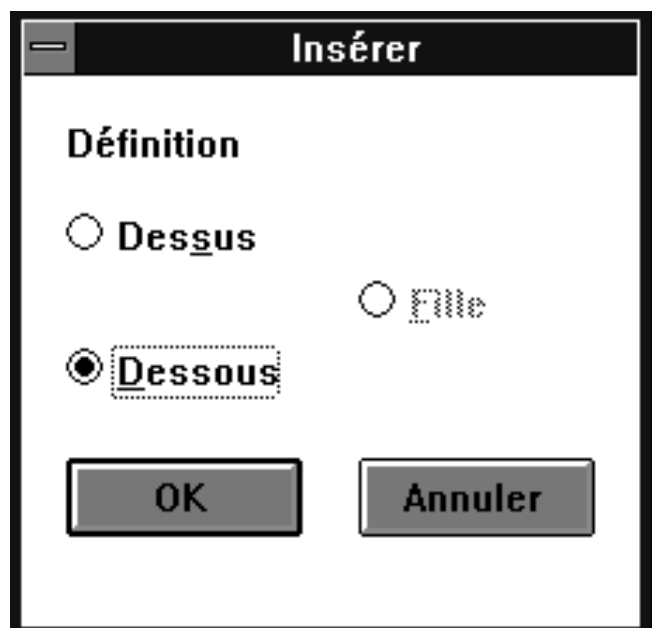 Insérer
Définition
Dessus
Fille
Dessous
OK
Annuler